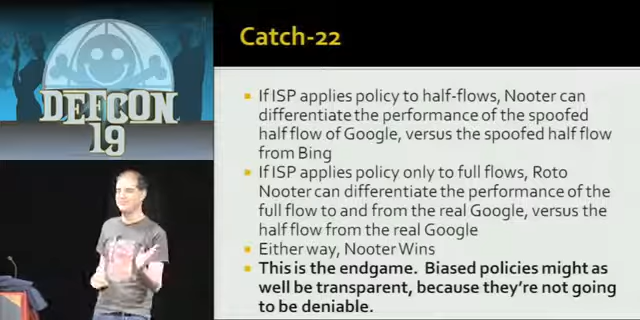 DEFCON
19
Catch-22
If ISP applies policy to half-flows, Nooter can
differentiate the performance of the spoofed
half flow of Google, versus the spoofed half flow
from Bing
If ISP applies policy only to full flows, Roto
Nooter can differentiate the performance of the
full flow to and from the real Google, versus the
half flow from the real Google
Either way, Nooter Wins
This is the endgame. Biased policies might as
well be transparent, because they're not going
to be deniable.